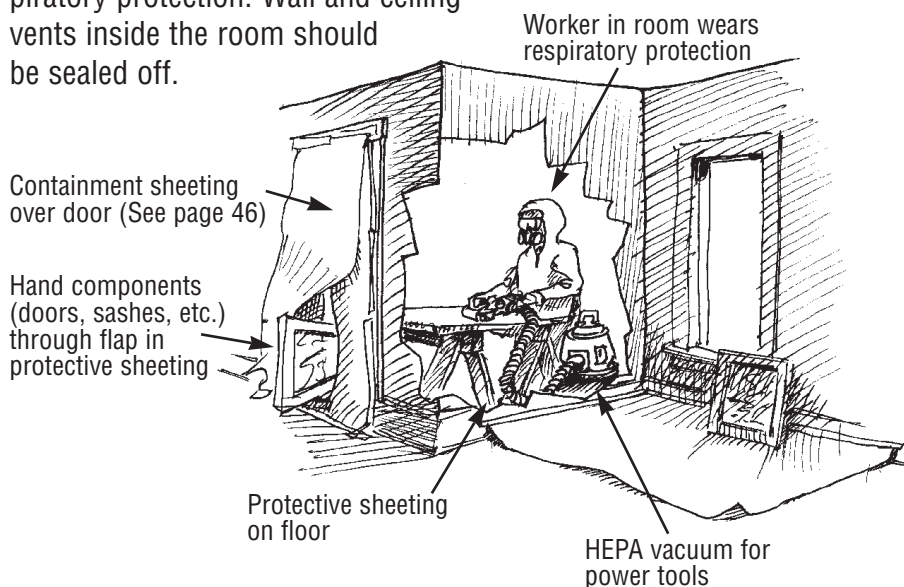 piratory protection. Wall and ceiling
vents inside the room should
be sealed off.
Worker in room wears
respiratory protection
Containment sheeting
over door (See page 46)
Hand components
(doors, sashes, etc.)
through flap in
protective sheeting
Protective sheeting
on floor
HEPA vacuum for
power tools